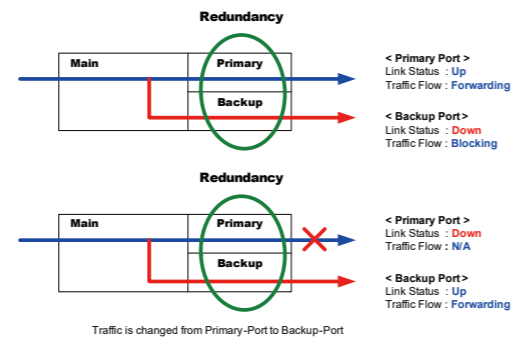 Redundancy
Main
Primary
Backup
< Primary Port >
Link Status : Up
Traffic Flow : Forwarding
< Backup Port >
Link Status : Down
Traffic Flow : Blocking
Redundancy
Main
Primary
Backup
< Primary Port >
Link Status : Down
Traffic Flow : N/A
< Backup Port >
Link Status : Up
Traffic Flow : Forwarding
Traffic is changed from Primary-Port to Backup-Port